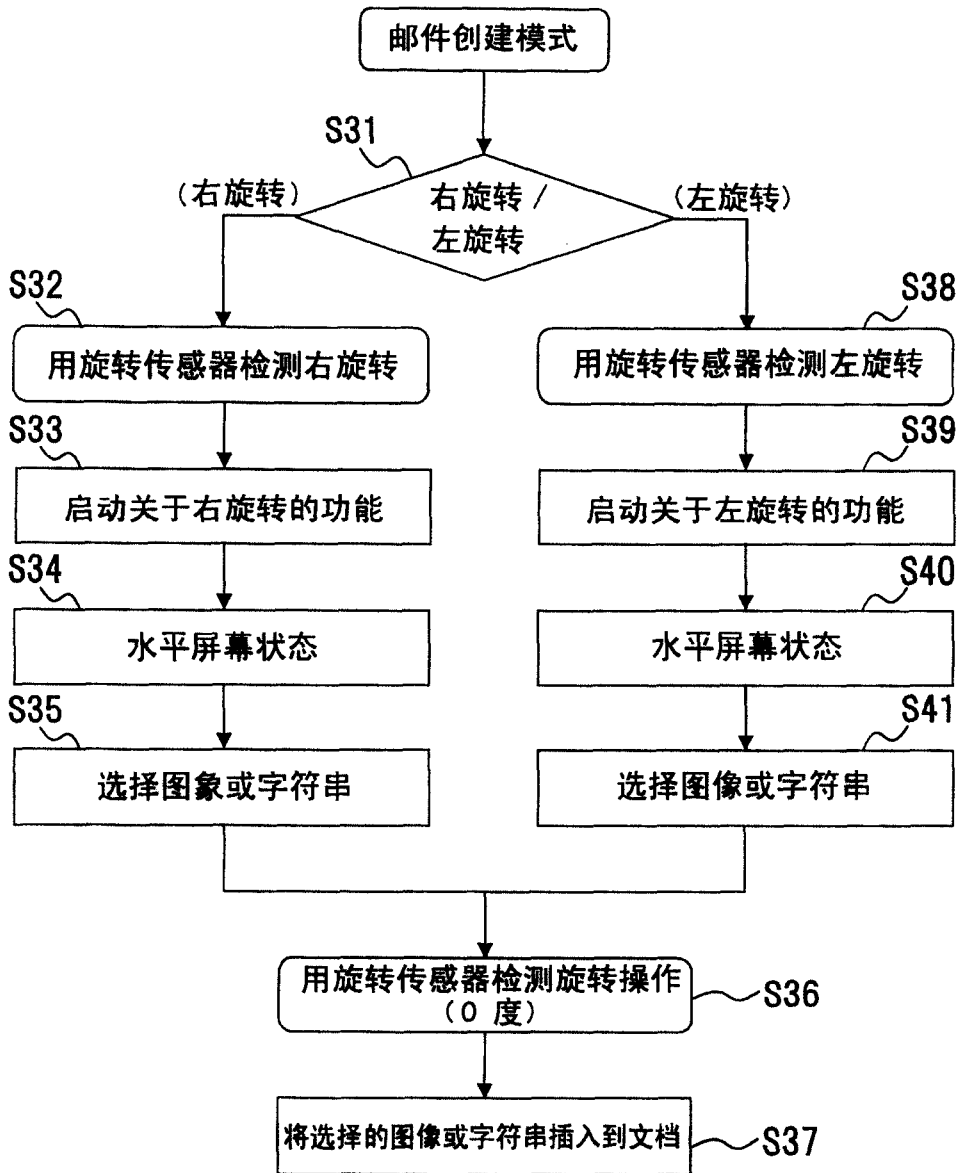 邮件创建模式
S31
(右旋转)
右旋转 /
左旋转
(左旋转)
S32
用旋转传感器检测右旋转
S38
用旋转传感器检测左旋转
S33
启动关于右旋转的功能
S39
启动关于左旋转的功能
S34
水平屏幕状态
S40
水平屏幕状态
S35
选择图象或字符串
S41
选择图像或字符串
用旋转传感器检测旋转操作
(0 度)
S36
将选择的图像或字符串插入到文档
S37